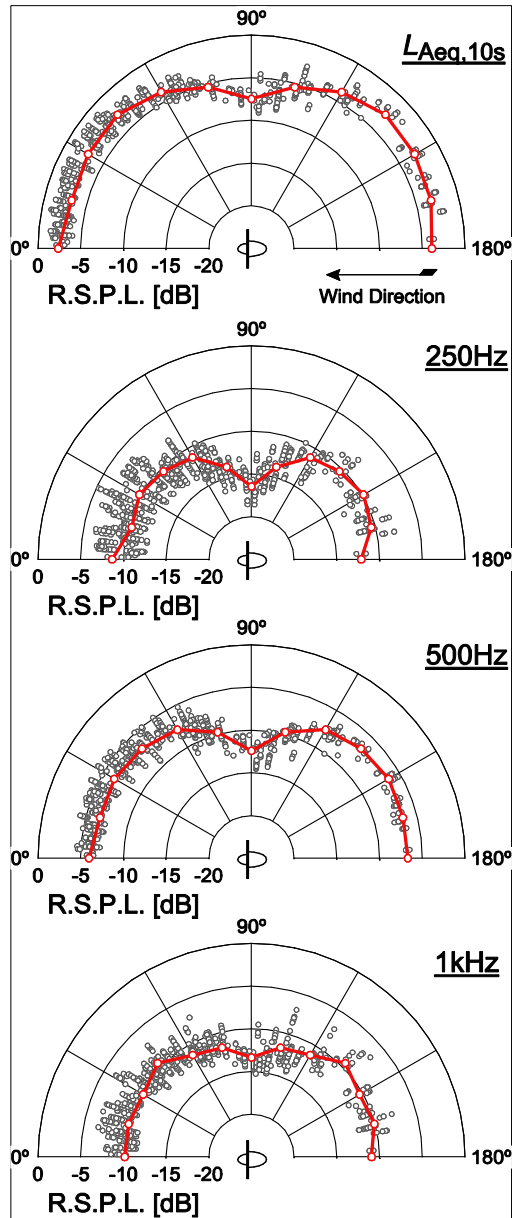 90º
LAeq,10s
0º
180º
0 -5 -10 -15 -20
R.S.P.L. [dB]
Wind Direction
90º
250Hz
0º
180º
0 -5 -10 -15 -20
R.S.P.L. [dB]
90º
500Hz
0º
180º
0 -5 -10 -15 -20
R.S.P.L. [dB]
90º
1kHz
0º
180º
0 -5 -10 -15 -20
R.S.P.L. [dB]